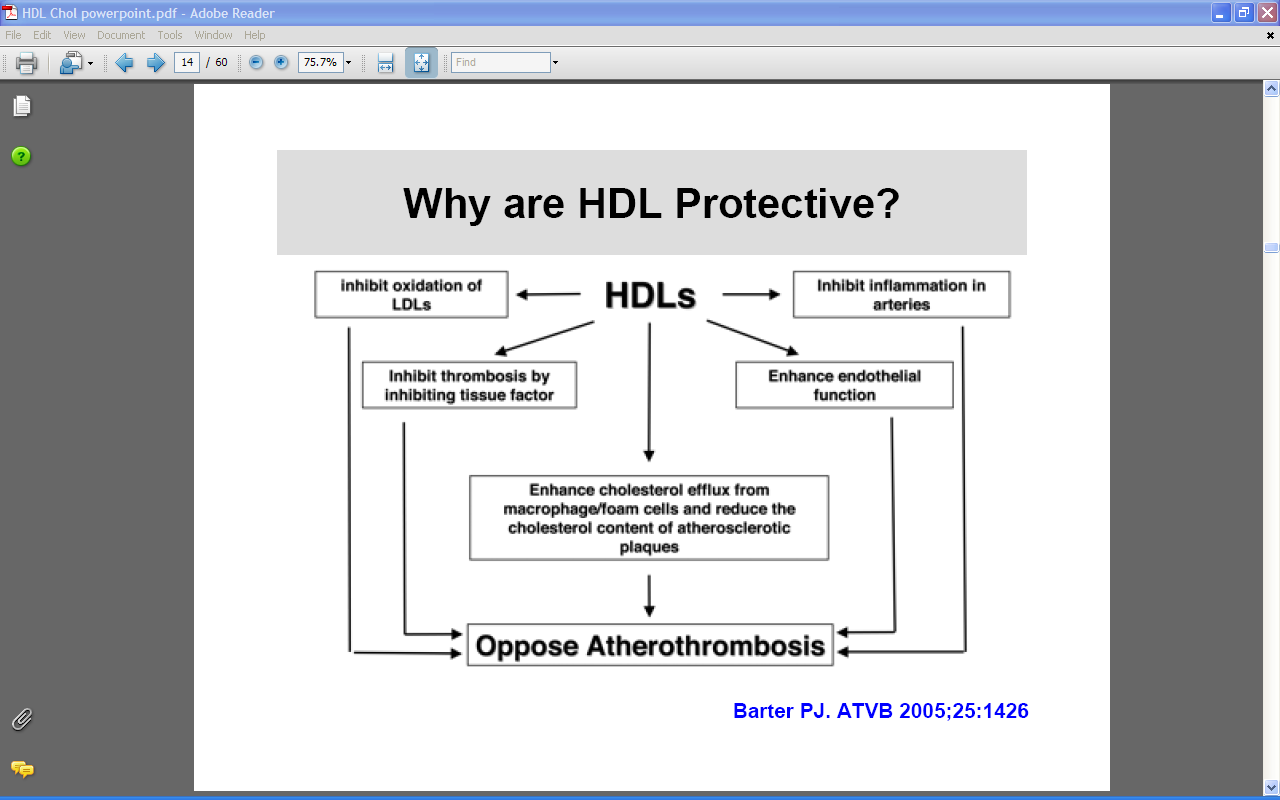 HDL Chol powerpoint.pdf - Adobe Reader
File Edit View Document Tools Window Help
14 / 60 75.7% Find
Why are HDL Protective?
inhibit oxidation of
LDLs
HDLs
Inhibit inflammation in
arteries
Inhibit thrombosis by
inhibiting tissue factor
Enhance endothelial
function
Enhance cholesterol efflux from
macrophage/foam cells and reduce the
cholesterol content of atherosclerotic
plaques
Oppose Atherothrombosis
Barter PJ. ATVB 2005;25:1426